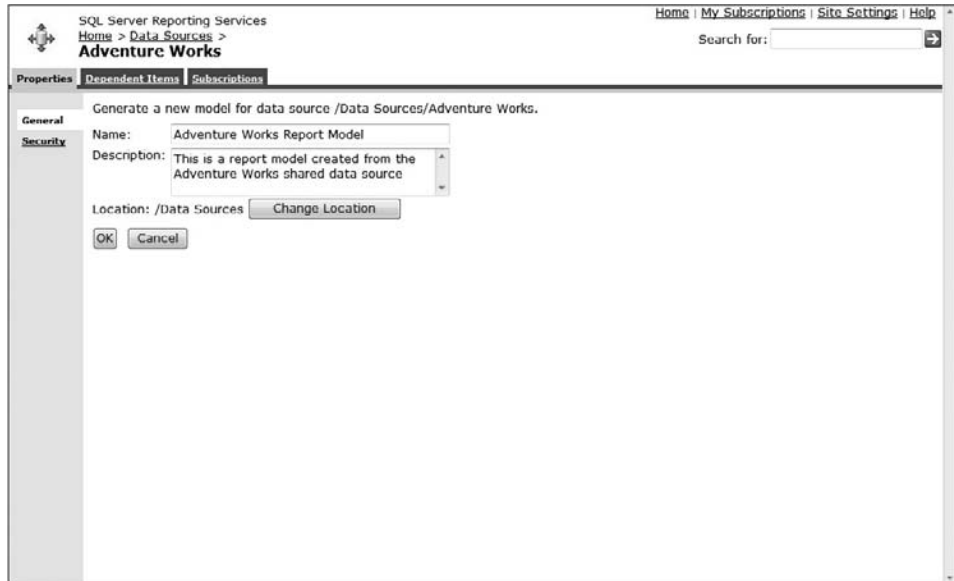 SQL Server Reporting Services
Home > Data Sources >
Adventure Works
Home | My Subscriptions | Site Settings | Help
Search for:
Properties Dependent Items Subscriptions
General
Security
Generate a new model for data source /Data Sources/Adventure Works.
Name: Adventure Works Report Model
Description: This is a report model created from the
Adventure Works shared data source
Location: /Data Sources Change Location
OK Cancel